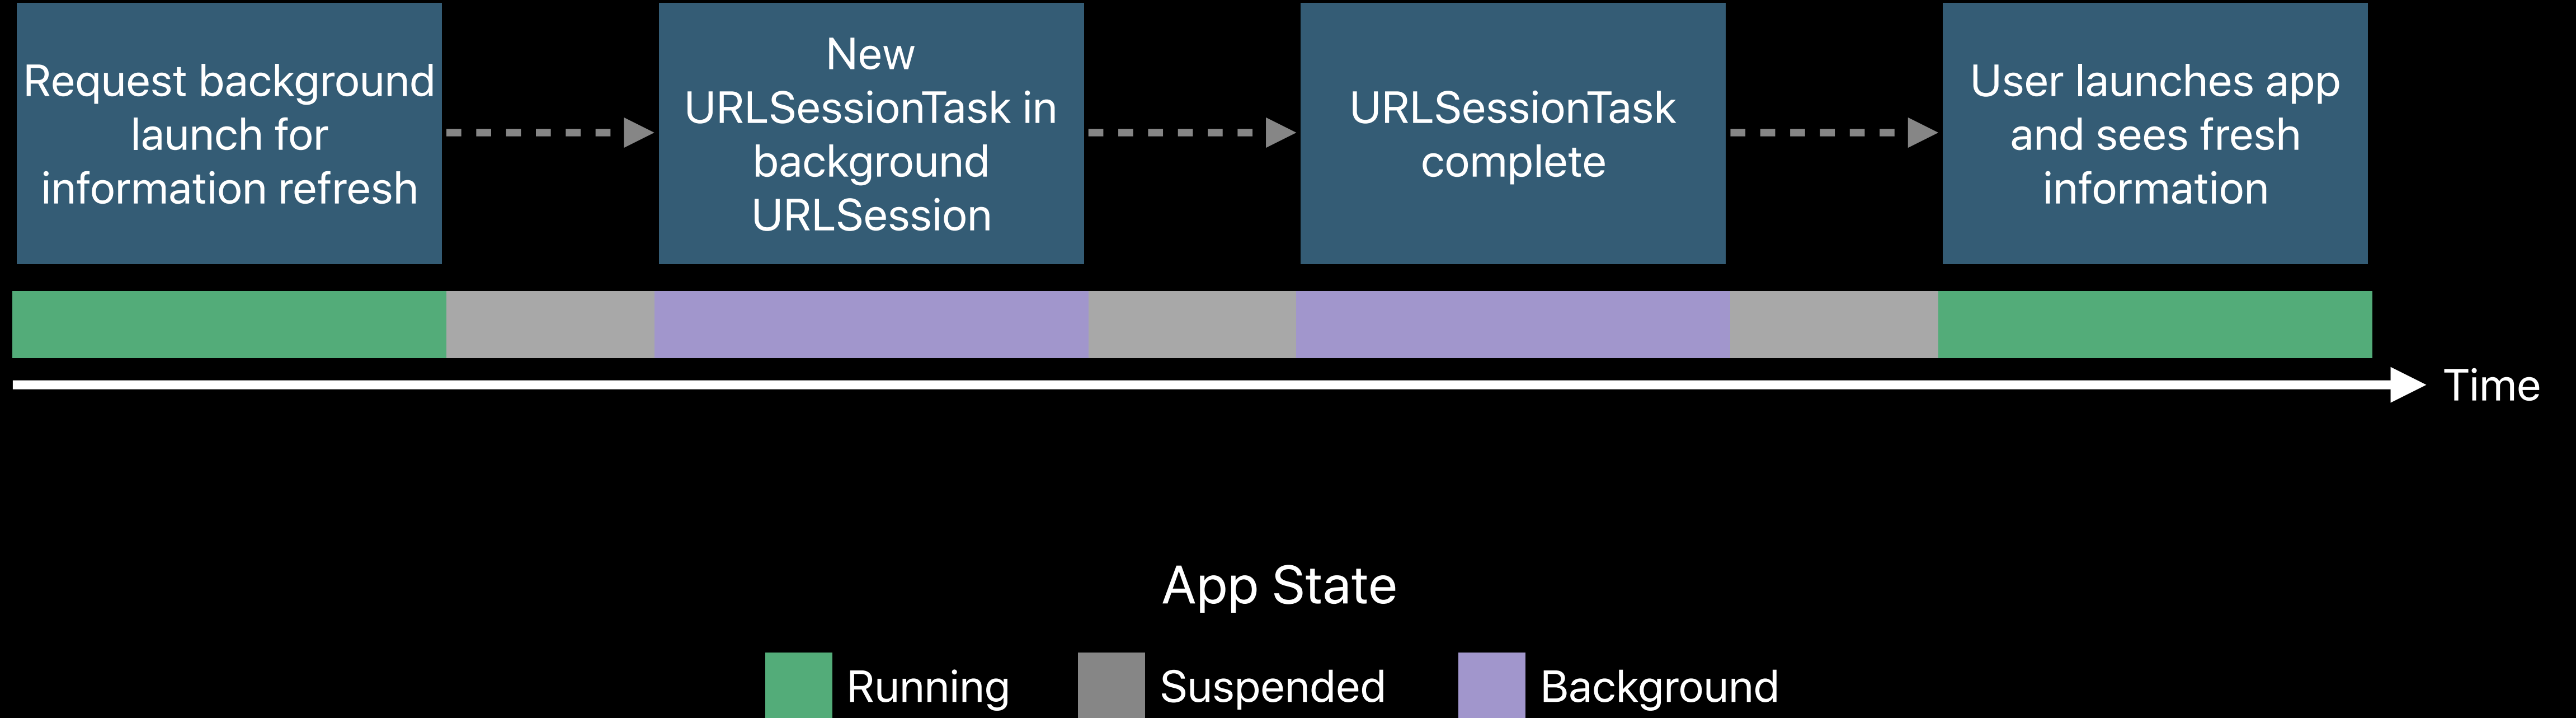 Request background
launch for
information refresh
New
URLSessionTask in
background
URLSession
URLSessionTask
complete
User launches app
and sees fresh
information
Time
App State
Running
Suspended
Background